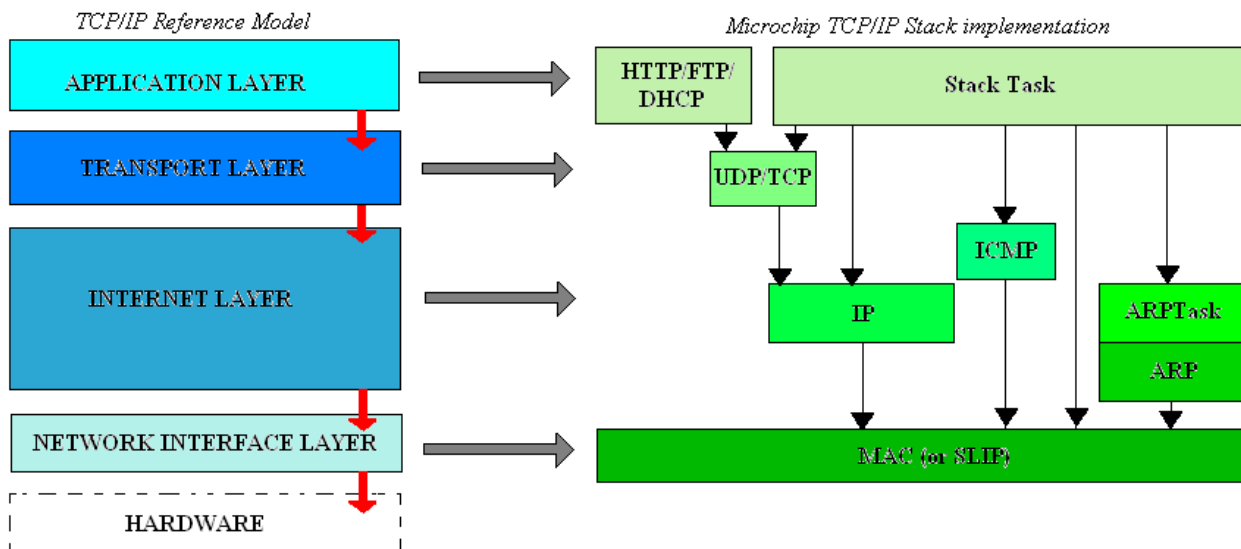 TCP/IP Reference Model
APPLICATION LAYER
TRANSPORT LAYER
INTERNET LAYER
NETWORK INTERFACE LAYER
HARDWARE
Microchip TCP/IP Stack implementation
HTTP/FTP/
DHCP
Stack Task
UDP/TCP
ICMP
IP
ARPTask
ARP
MAC (or SLIP)